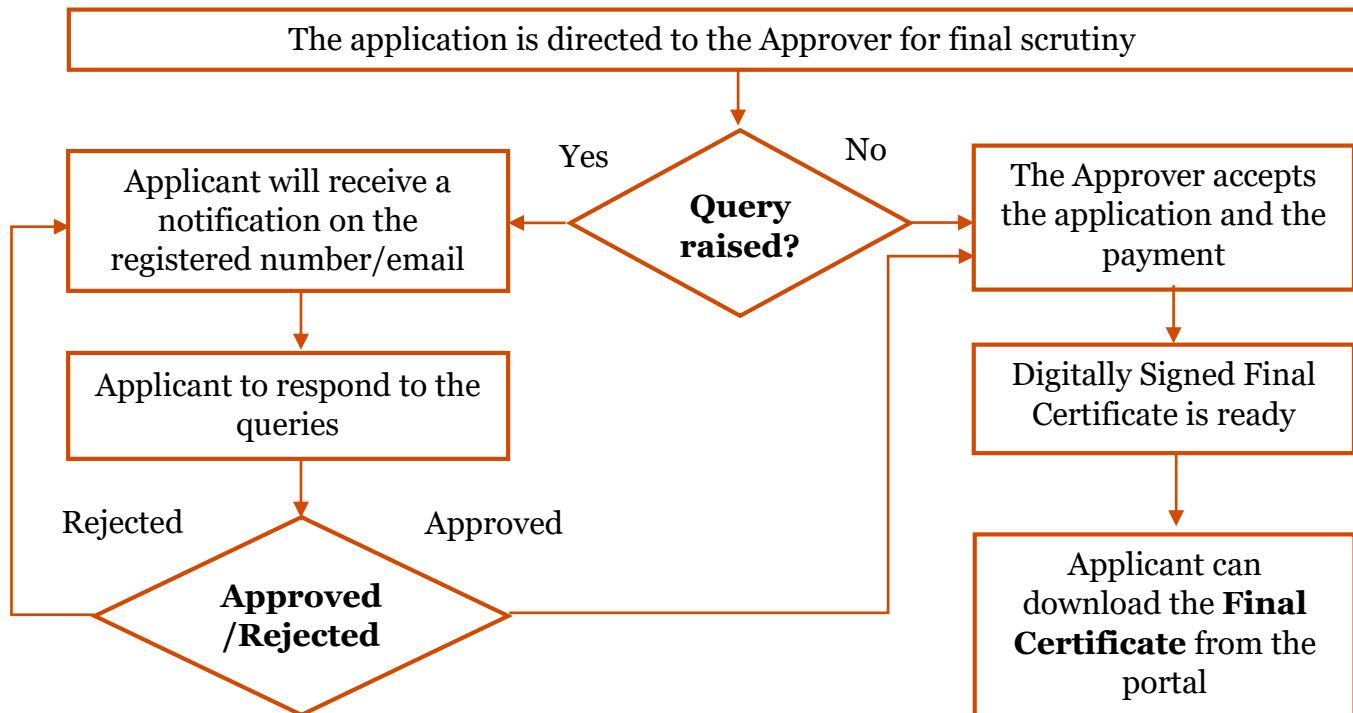 The application is directed to the Approver for final scrutiny
Yes
No
Applicant will receive a
notification on the
registered number/email
Query
raised?
The Approver accepts
the application and the
payment
Applicant to respond to the
queries
Digitally Signed Final
Certificate is ready
Rejected
Approved
Approved
/Rejected
Applicant can
download the Final
Certificate from the
portal